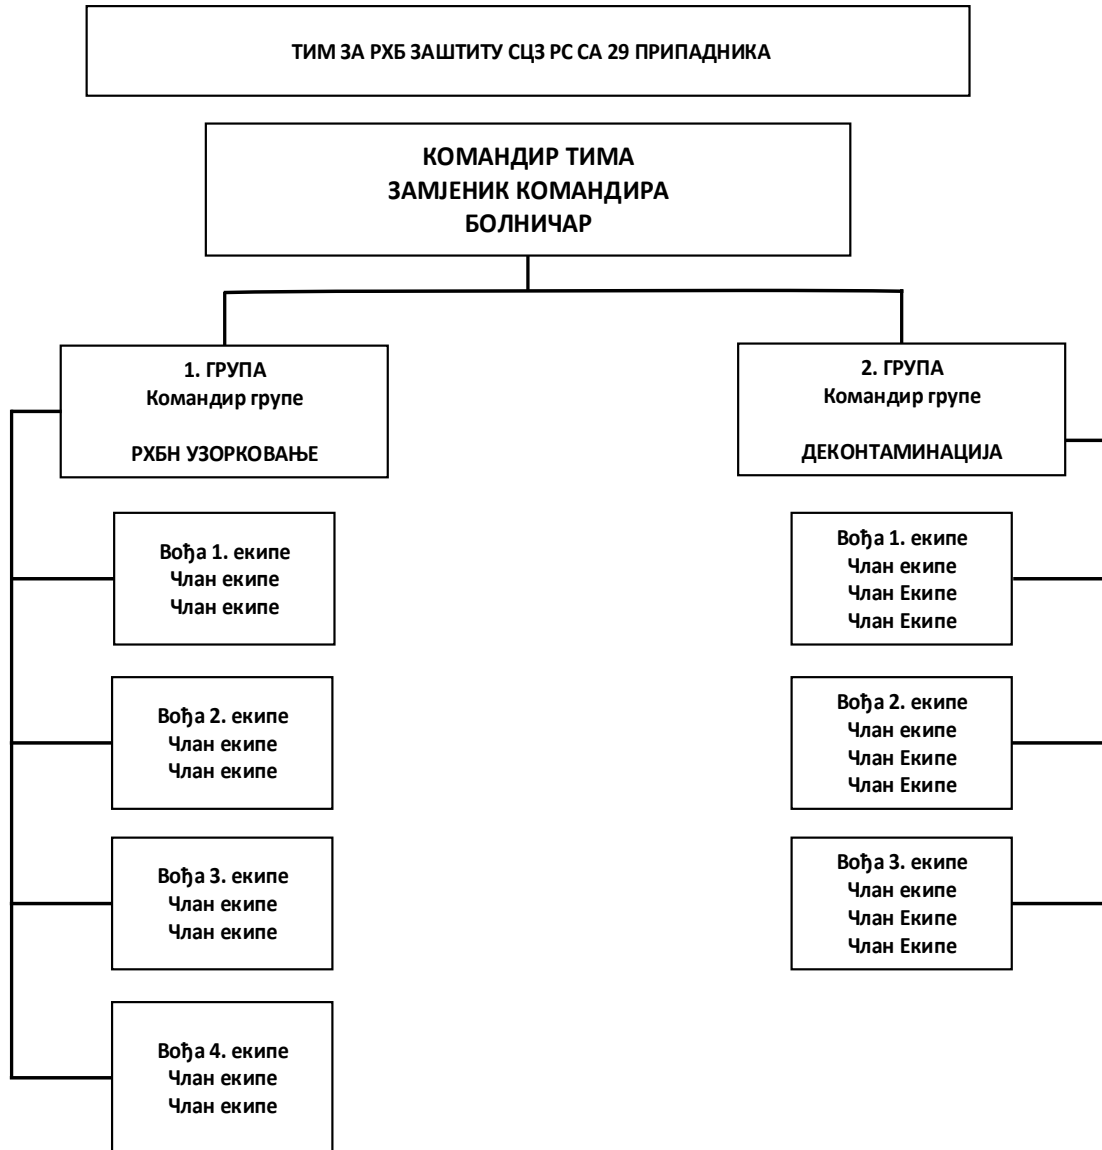 ТИМ ЗА РХБ ЗАШТИТУ СЦЗ РС СА 29 ПРИПАДНИКА
КОМАНДИР ТИМА
ЗАМЈЕНИК КОМАНДИРА
БОЛНИЧАР
1. ГРУПА
Командир групе
РХБН УЗОРКОВАЊЕ
Вођа 1. екипе
Члан екипе
Члан екипе
Вођа 2. екипе
Члан екипе
Члан екипе
Вођа 3. екипе
Члан екипе
Члан екипе
Вођа 4. екипе
Члан екипе
Члан екипе
2. ГРУПА
Командир групе
ДЕКОНТАМИНАЦИЈА
Вођа 1. екипе
Члан екипе
Члан Екипе
Члан Екипе
Вођа 2. екипе
Члан екипе
Члан Екипе
Члан Екипе
Вођа 3. екипе
Члан екипе
Члан Екипе
Члан Екипе